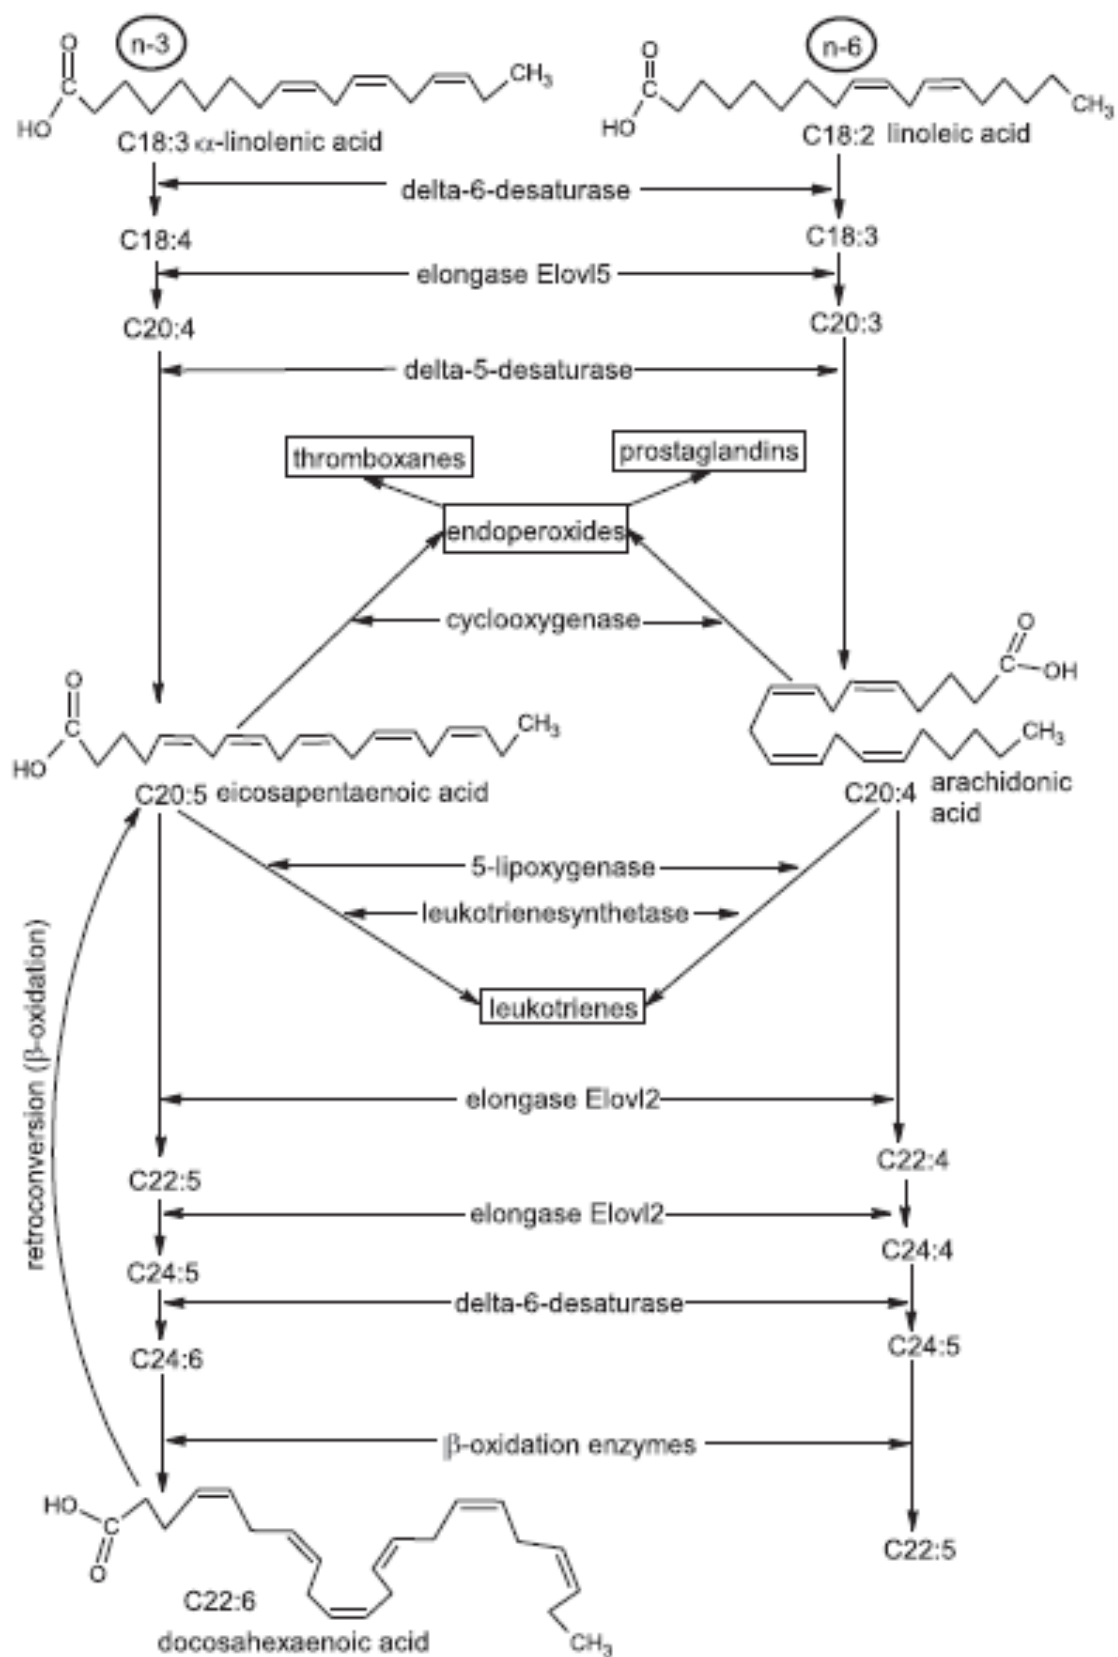 n-3
n-6
O
C
HO
CH3
O
C
HO
CH3
C18:3 α-linolenic acid
C18:2 linoleic acid
delta-6-desaturase
C18:4
C18:3
elongase Elovl5
C20:4
C20:3
delta-5-desaturase
thromboxanes
prostaglandins
endoperoxides
cyclooxygenase
O
C
OH
CH3
O
C
HO
CH3
C20:5 eicosapentaenoic acid
C20:4
arachidonic
acid
5-lipoxygenase
leukotrienesynthetase
leukotrienes
retroconversion (β-oxidation)
elongase Elovl2
C22:5
C22:4
elongase Elovl2
C24:5
C24:4
delta-6-desaturase
C24:6
C24:5
β-oxidation enzymes
HO
C
O
CH3
C22:6
docosahexaenoic acid
C22:5